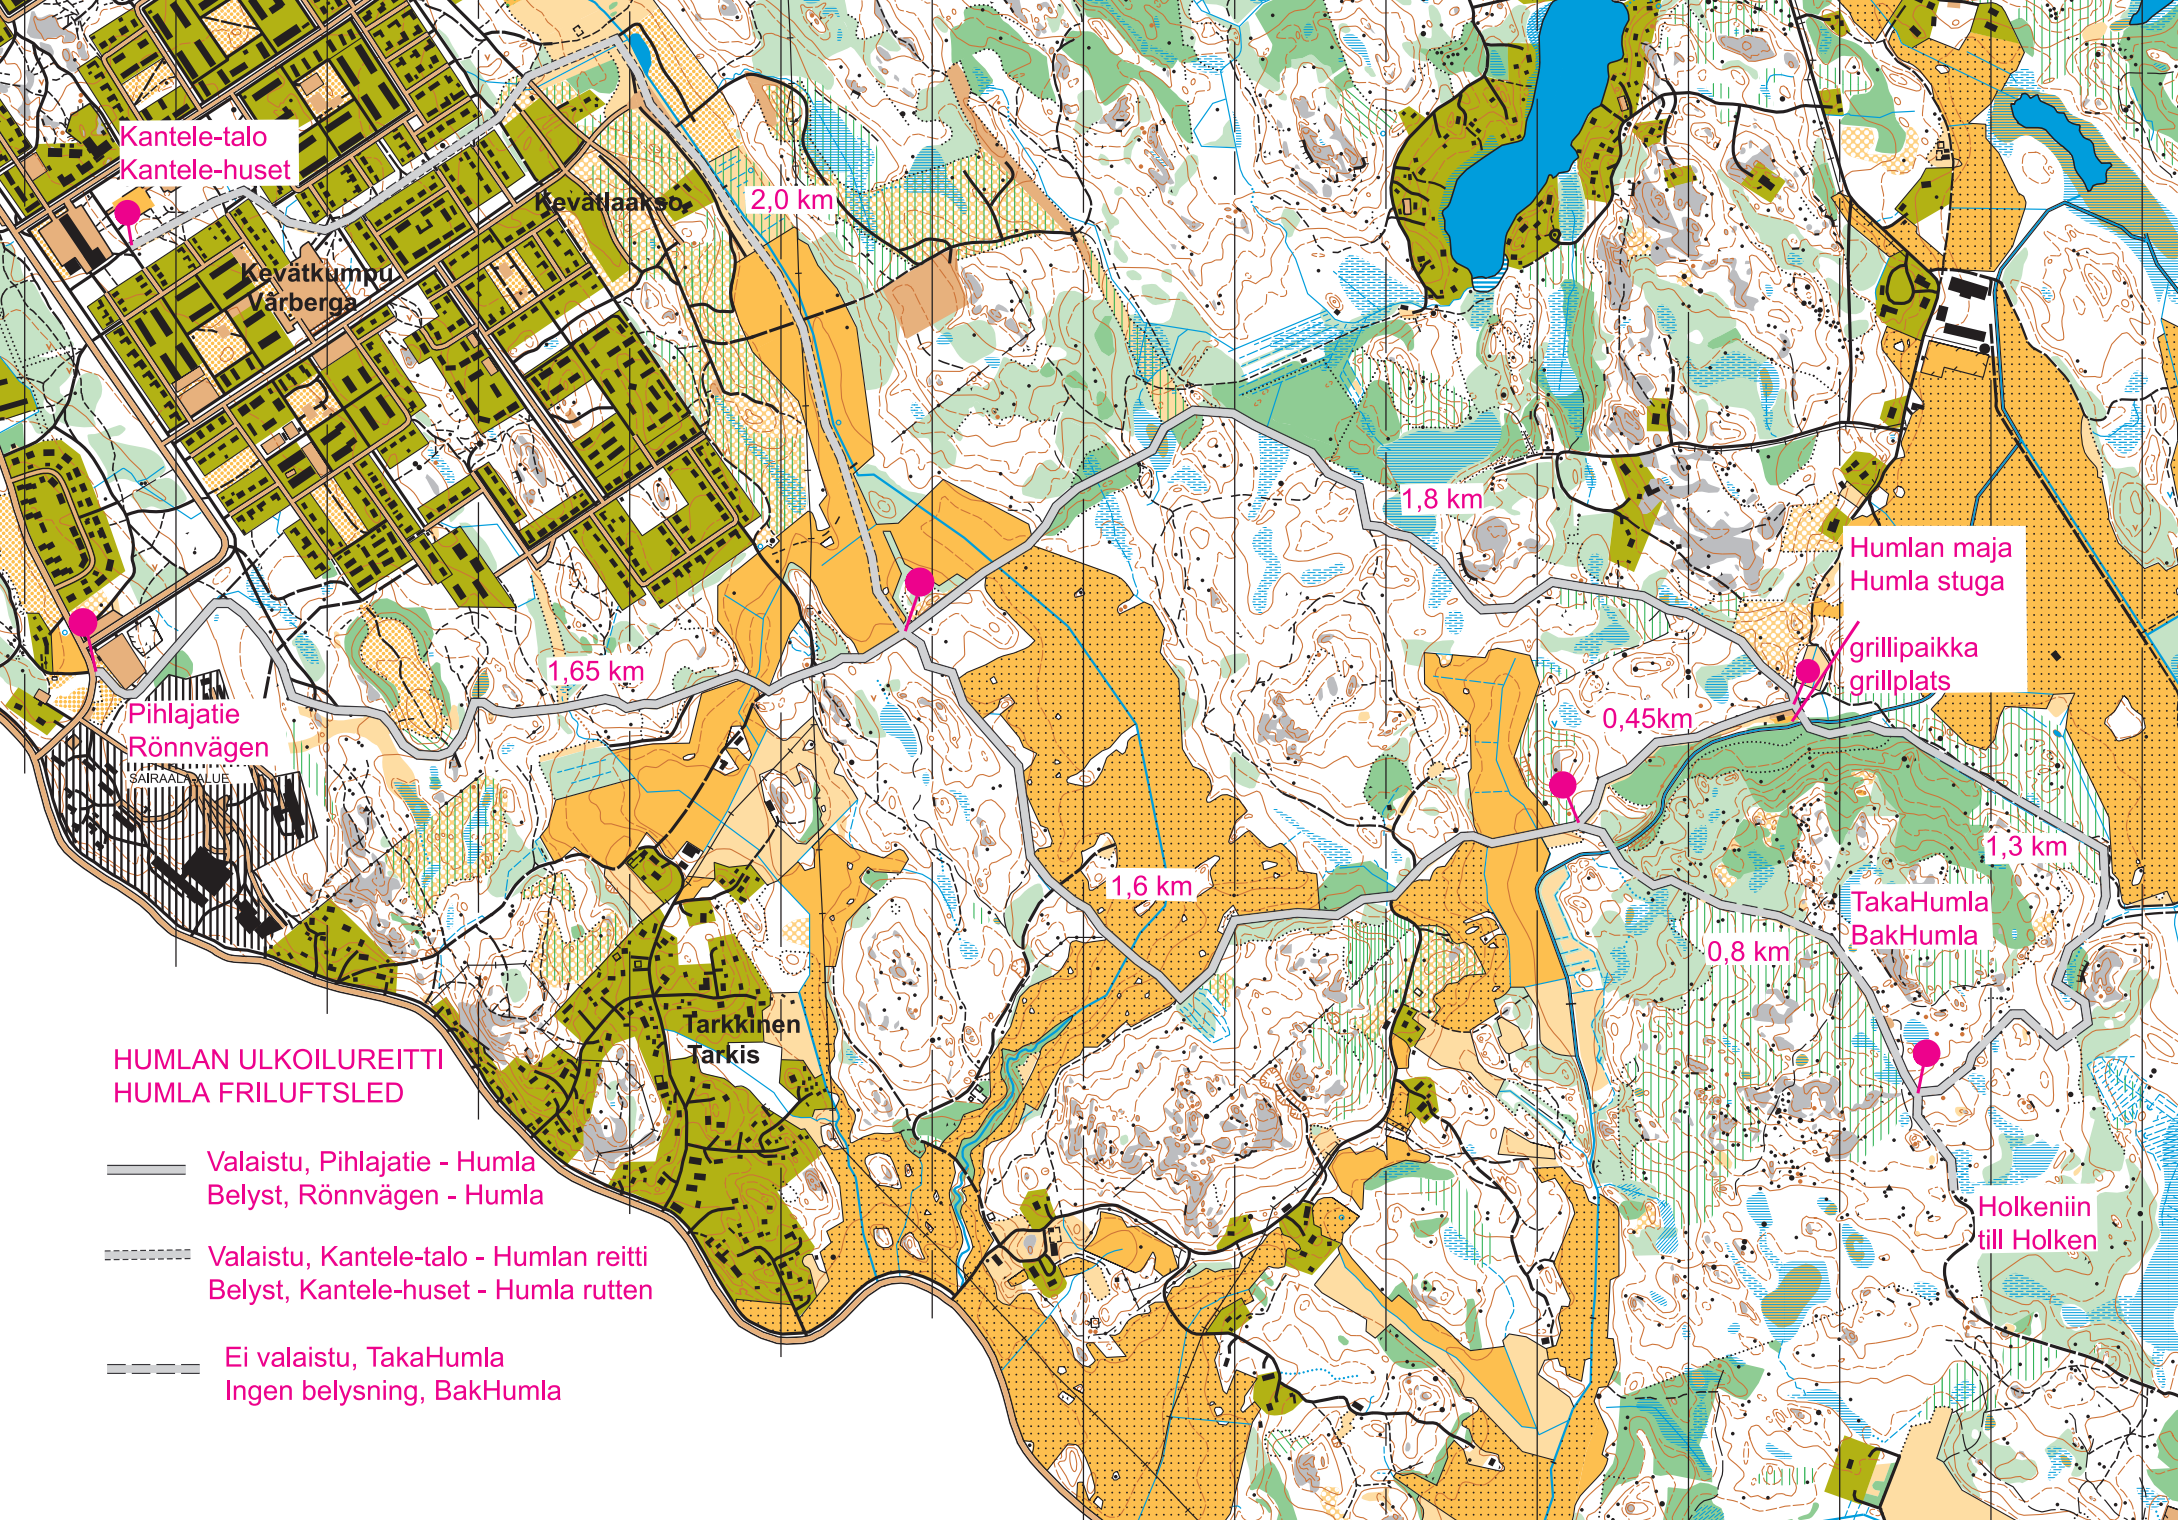 Kantele-talo
Kantele-huset
Kevätlaakso
2,0 km
Kevätkumpu
Vårberga
1,8 km
Humlan maja
Humla stuga
grillipaikka
grillplats
1,65 km
0,45km
Pihlajatie
Rönnvägen
SAIRAALA-ALUE
1,6 km
1,3 km
TakaHumla
BakHumla
0,8 km
Tarkkinen
Tarkis
HUMLAN ULKOILUREITTI
HUMLA FRILUFTSLED
Valaistu, Pihlajatie - Humla
Belyst, Rönnvägen - Humla
Holkeniin
till Holken
Valaistu, Kantele-talo - Humlan reitti
Belyst, Kantele-huset - Humla rutten
Ei valaistu, TakaHumla
Ingen belysning, BakHumla